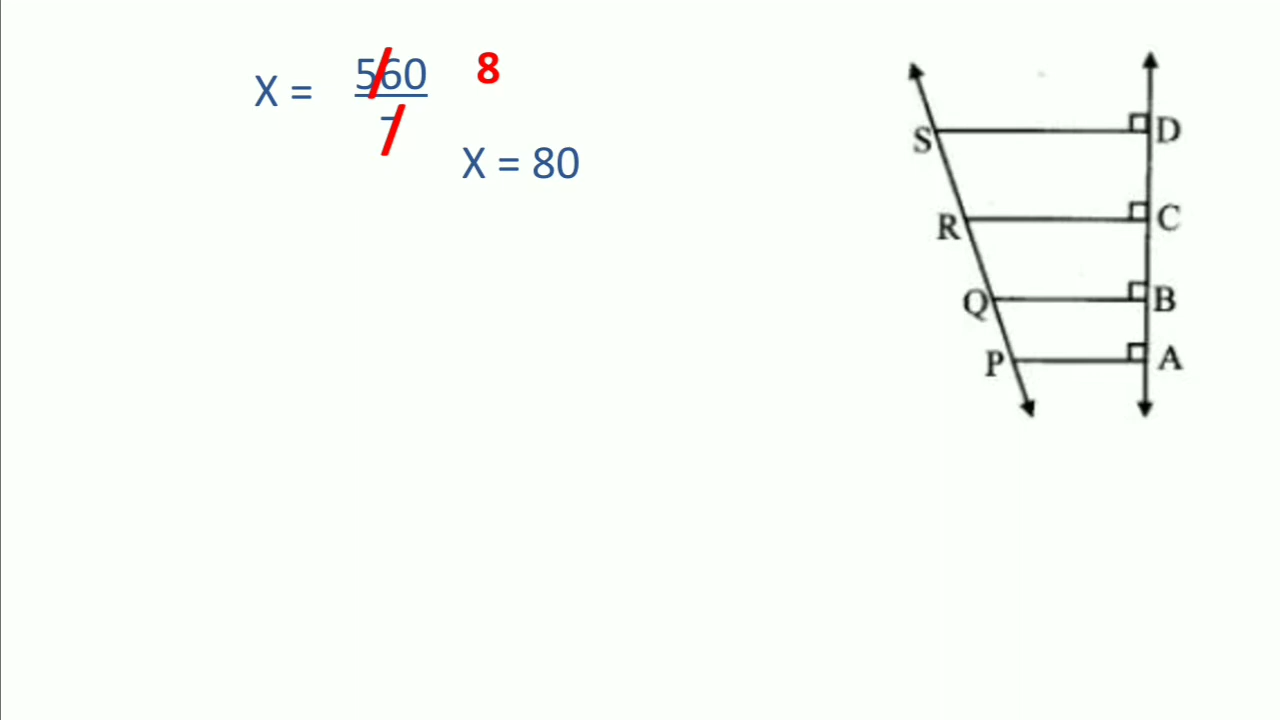 X = 560 8
7
X = 80
S D
R C
Q B
P A